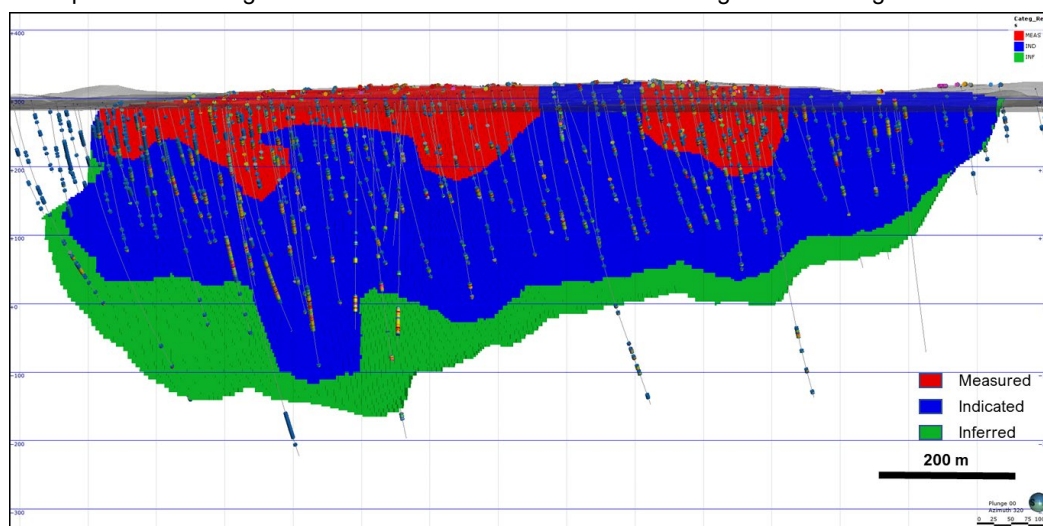 +400
Categ_Re
s
MEAS
IND
INF
+300
+200
+100
+0
-100
-200
-300
Measured
Indicated
Inferred
200 m
Plunge 00
Azimuth 320
0 25 50 75 100